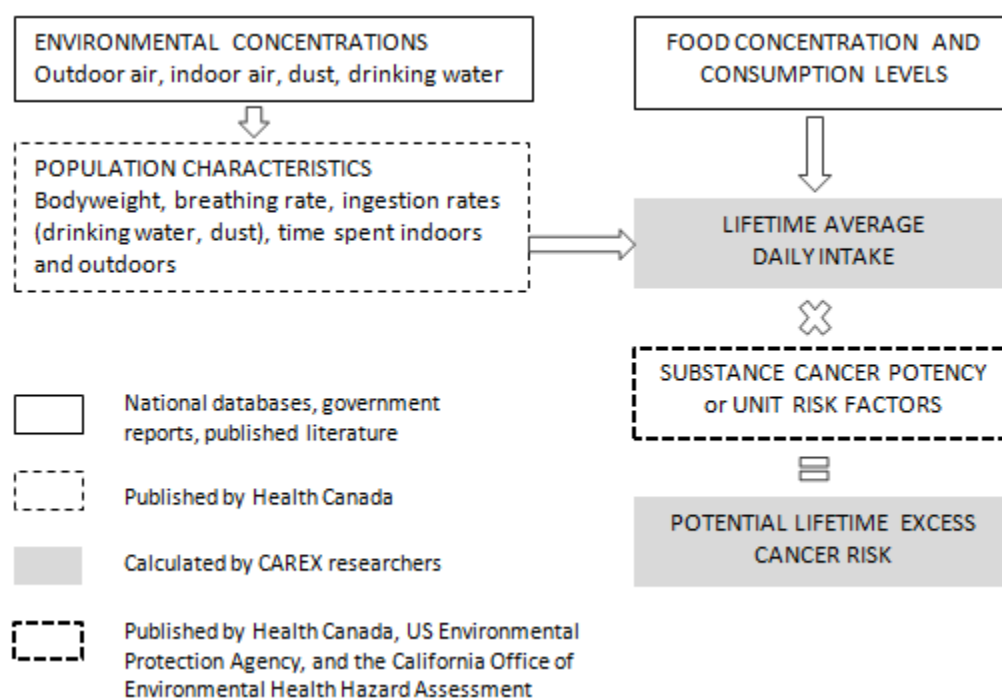 ENVIRONMENTAL CONCENTRATIONS
Outdoor air, indoor air, dust, drinking water
FOOD CONCENTRATION AND
CONSUMPTION LEVELS
POPULATION CHARACTERISTICS
Bodyweight, breathing rate, ingestion rates
(drinking water, dust), time spent indoors
and outdoors
LIFETIME AVERAGE
DAILY INTAKE
SUBSTANCE CANCER POTENCY
or UNIT RISK FACTORS
POTENTIAL LIFETIME EXCESS
CANCER RISK
National databases, government
reports, published literature
Published by Health Canada
Calculated by CAREX researchers
Published by Health Canada, US Environmental
Protection Agency, and the California Office of
Environmental Health Hazard Assessment